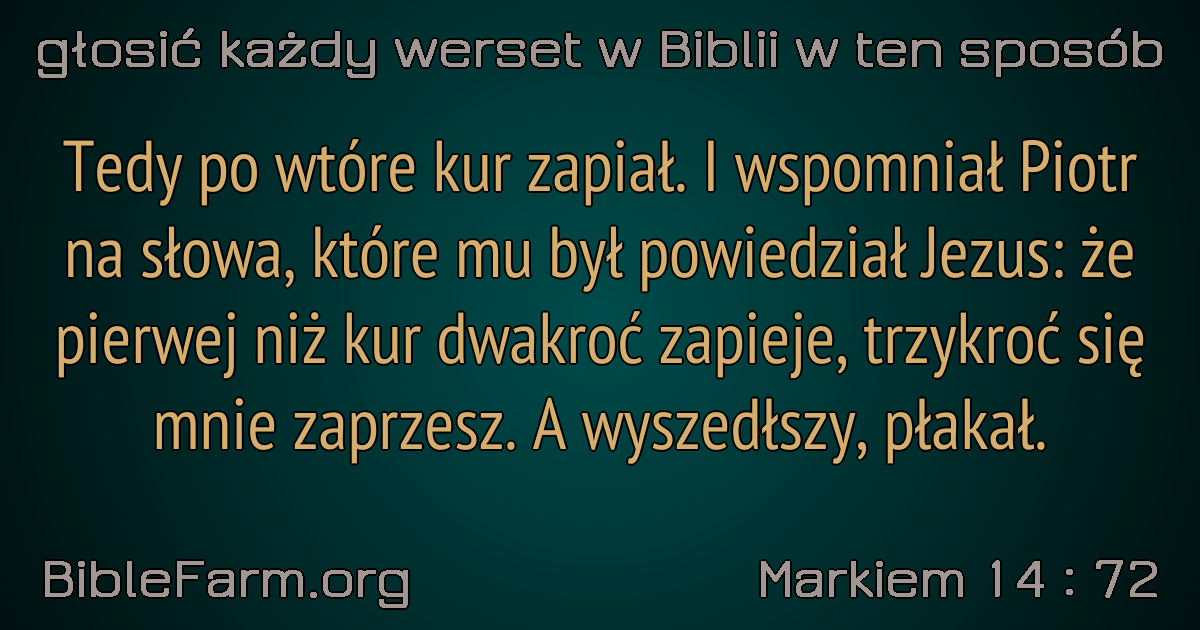 głosić każdy werset w Biblii w ten sposób
Tedy po wtóre kur zapiał. I wspomniał Piotr
na słowa, które mu był powiedział Jezus: że
pierwej niż kur dwakroć zapieje, trzykroć się
mnie zaprzesz. A wyszedłszy, płakał.
BibleFarm.org
Markiem 14 : 72